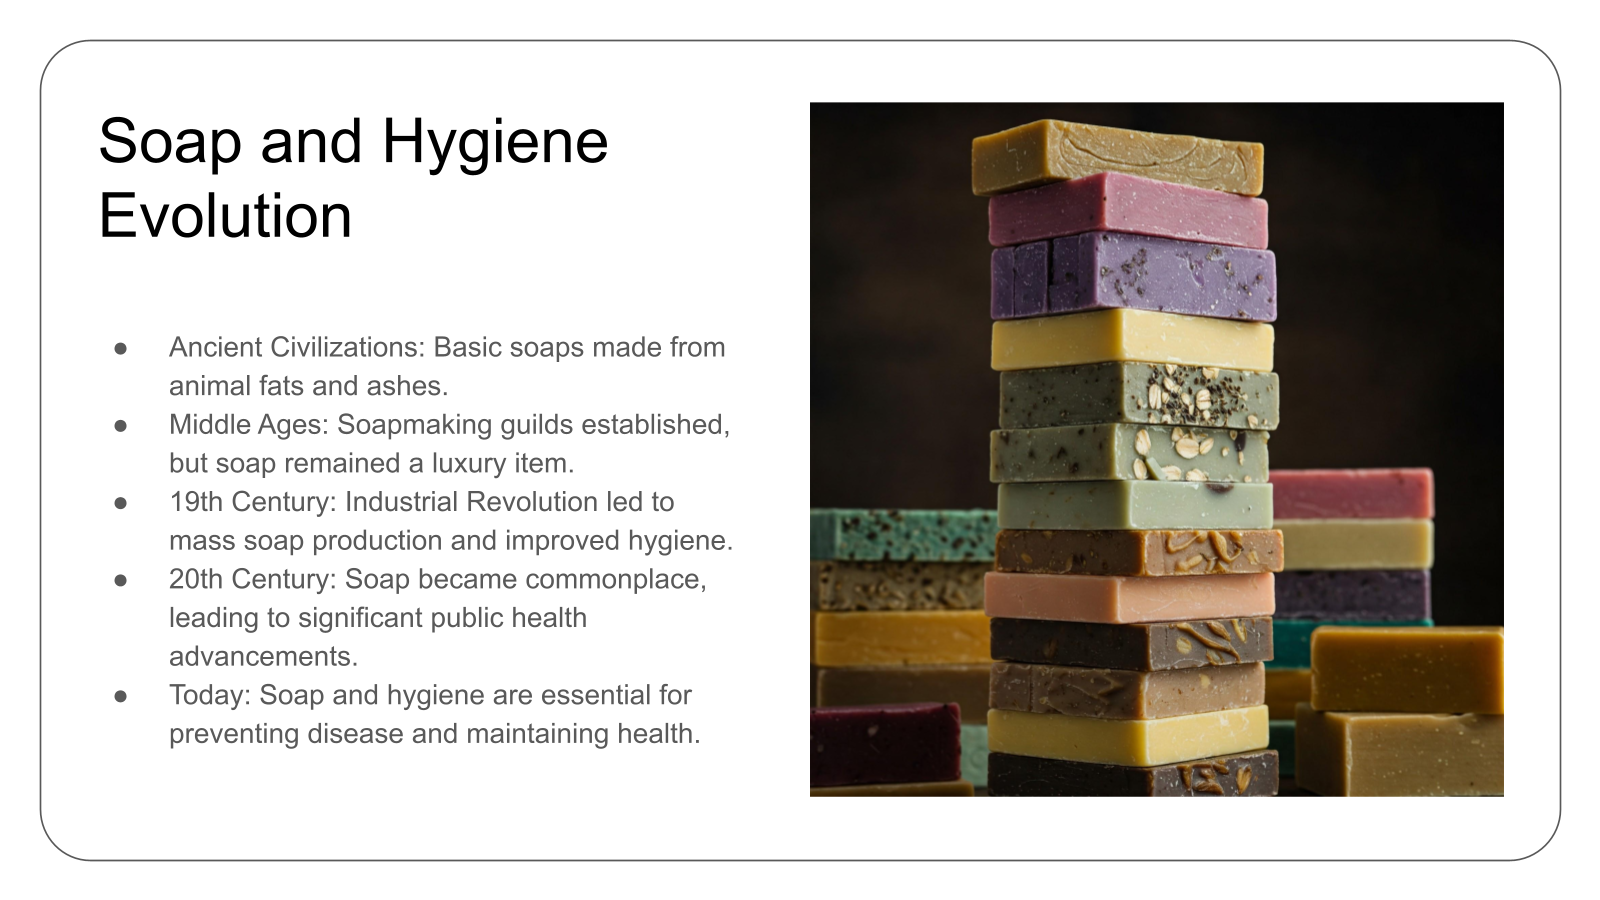 Soap and Hygiene
Evolution
● Ancient Civilizations: Basic soaps made from
animal fats and ashes.
● Middle Ages: Soapmaking guilds established,
but soap remained a luxury item.
● 19th Century: Industrial Revolution led to
mass soap production and improved hygiene.
● 20th Century: Soap became commonplace,
leading to significant public health
advancements.
● Today: Soap and hygiene are essential for
preventing disease and maintaining health.